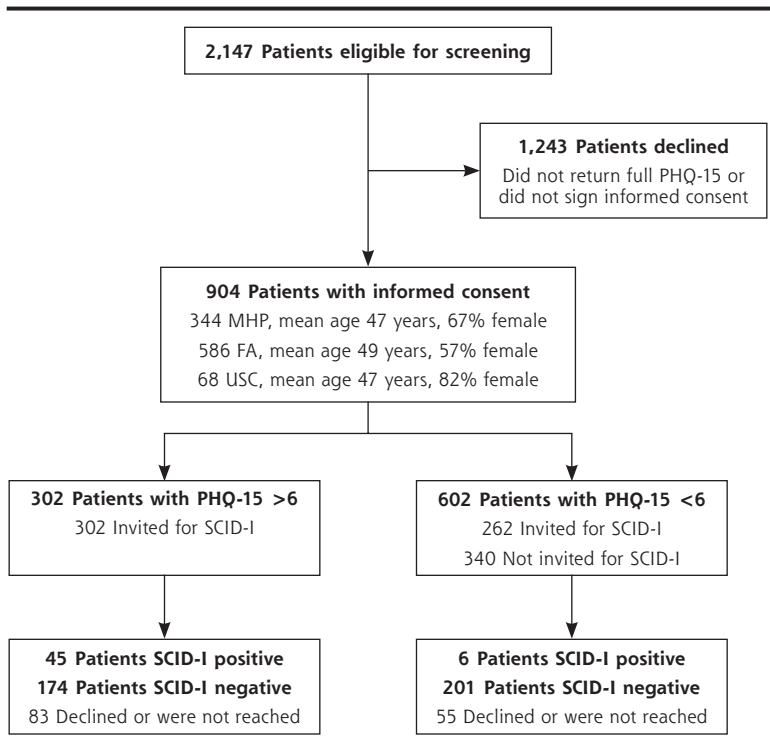 2,147 Patients eligible for screening
1,243 Patients declined
Did not return full PHQ-15 or
did not sign informed consent
904 Patients with informed consent
344 MHP, mean age 47 years, 67% female
586 FA, mean age 49 years, 57% female
68 USC, mean age 47 years, 82% female
302 Patients with PHQ-15 >6
302 Invited for SCID-I
602 Patients with PHQ-15 <6
262 Invited for SCID-I
340 Not invited for SCID-I
45 Patients SCID-I positive
174 Patients SCID-I negative
83 Declined or were not reached
6 Patients SCID-I positive
201 Patients SCID-I negative
55 Declined or were not reached